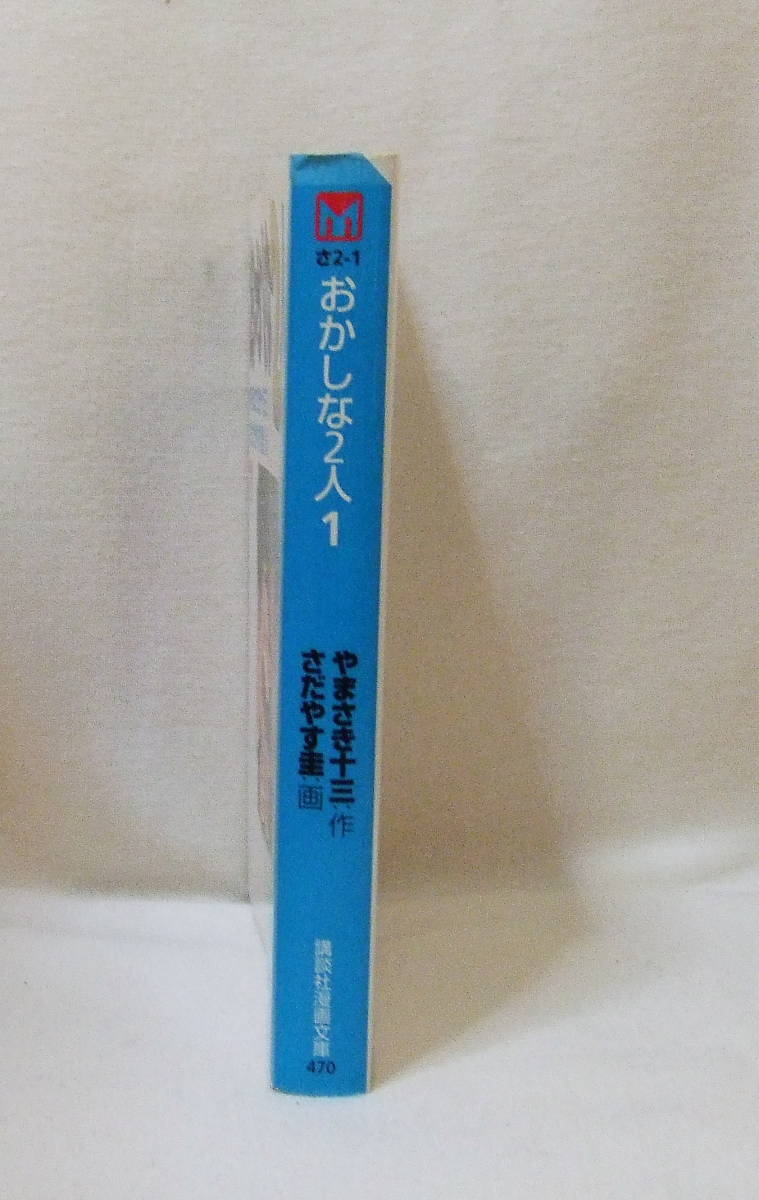 M
さ2-1
おかしな2人 1
やまさき十三・作
さだやす圭・画
講談社漫画文庫
470